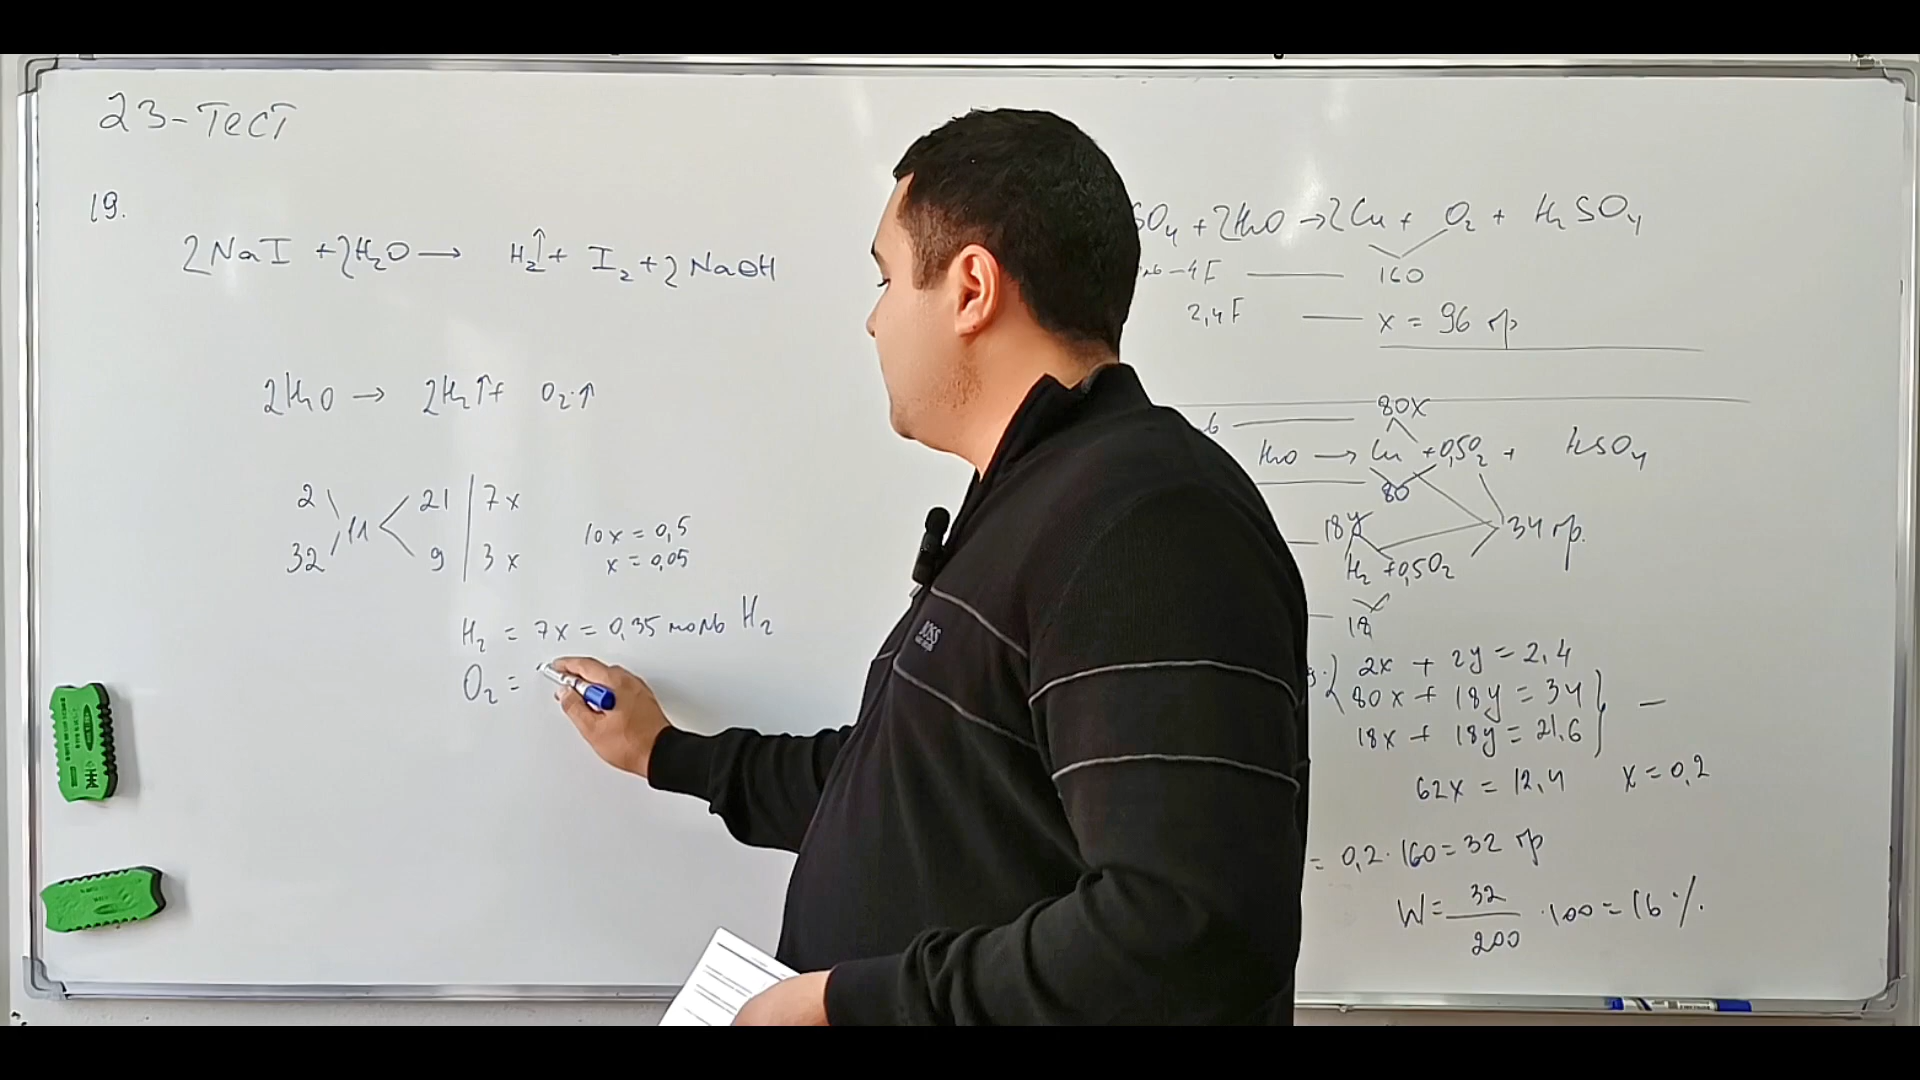 23-Тест
19.
2NaI + 2H₂O → H₂↑ + I₂ + 2NaOH
2H₂O → 2H₂↑ + O₂↑
2 21 | 7x
11
32 9 | 3x
10x = 0,5
x = 0,05
H₂ = 7x = 0,35 моль H₂
O₂ =
BOSS
SO₄ + 2H₂O → 2Cu + O₂ + H₂SO₄
4F 160
2,4F x = 96 гр
80x
H₂O → Cu + 0,5O₂ + H₂SO₄
80
18y 34 гр.
H₂ + 0,5O₂
18
2x + 2y = 2,4
80x + 18y = 34
18x + 18y = 21,6
62x = 12,4 x = 0,2
= 0,2 · 160 = 32 гр
W = 32/200 · 100 = 16 %.